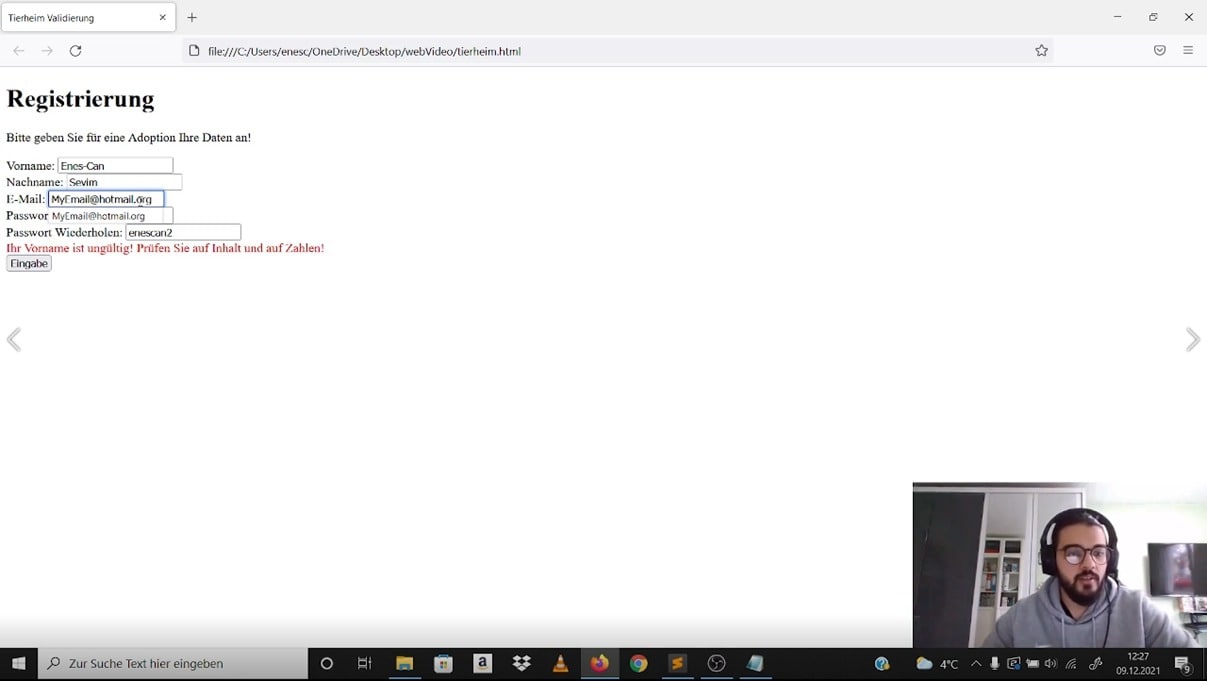 Tierheim Validierung
file:///C:/Users/enesc/OneDrive/Desktop/webVideo/tierheim.html
Registrierung
Bitte geben Sie für eine Adoption Ihre Daten an!
Vorname: Enes-Can
Nachname: Sevim
E-Mail: MyEmail@hotmail.org
Passwor MyEmail@hotmail.org
Passwort Wiederholen: enescan2
Ihr Vorname ist ungültig! Prüfen Sie auf Inhalt und auf Zahlen!
Eingabe
Zur Suche Text hier eingeben
4°C
12:27
09.12.2021
9